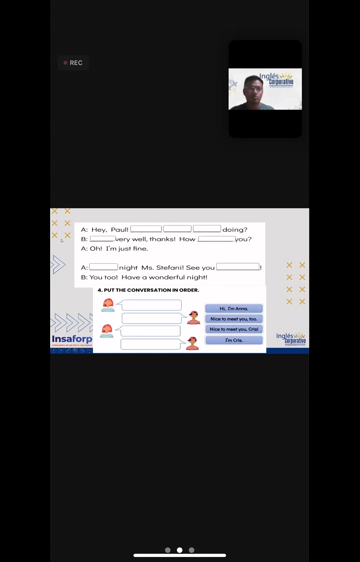 REC
Inglés
Corporativo
A: Hey, Paul! doing?
B: very well, thanks! How you?
A: Oh! I'm just fine.
A: night Ms. Stefani! See you !
B: You too! Have a wonderful night!
4. PUT THE CONVERSATION IN ORDER.
Hi, I'm Anna.
Nice to meet you, too.
Nice to meet you, Cris!
I'm Cris.
Insaforp
Inglés
Corporativo